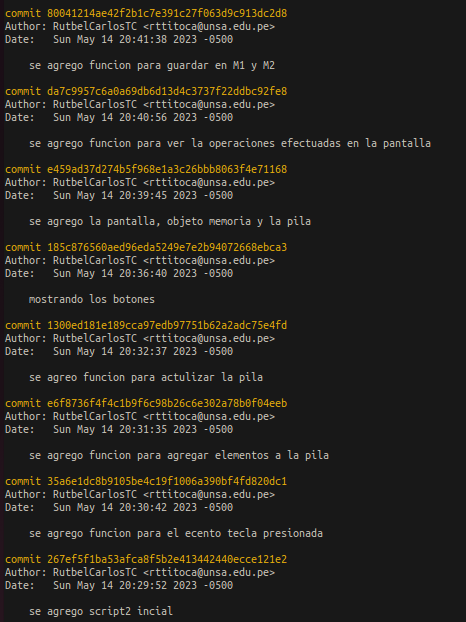 commit 80041214ae42f2b1c7e391c27f063d9c913dc2d8
Author: RutbelCarlosTC <rttitoca@unsa.edu.pe>
Date:   Sun May 14 20:41:38 2023 -0500
se agrego funcion para guardar en M1 y M2
commit da7c9957c6a0a69db6d13d4c3737f22ddbc92fe8
Author: RutbelCarlosTC <rttitoca@unsa.edu.pe>
Date:   Sun May 14 20:40:56 2023 -0500
se agrego funcion para ver la operaciones efectuadas en la pantalla
commit e459ad37d274b5f968e1a3c26bbb8063f4e71168
Author: RutbelCarlosTC <rttitoca@unsa.edu.pe>
Date:   Sun May 14 20:39:45 2023 -0500
se agrego la pantalla, objeto memoria y la pila
commit 185c876560aed96eda5249e7e2b94072668ebca3
Author: RutbelCarlosTC <rttitoca@unsa.edu.pe>
Date:   Sun May 14 20:36:40 2023 -0500
mostrando los botones
commit 1300ed181e189cca97edb97751b62a2adc75e4fd
Author: RutbelCarlosTC <rttitoca@unsa.edu.pe>
Date:   Sun May 14 20:32:37 2023 -0500
se agreo funcion para actulizar la pila
commit e6f8736f4f4c1b9f6c98b26c6e302a78b0f04eeb
Author: RutbelCarlosTC <rttitoca@unsa.edu.pe>
Date:   Sun May 14 20:31:35 2023 -0500
se agrego funcion para agregar elementos a la pila
commit 35a6e1dc8b9105be4c19f1006a390bf4fd820dc1
Author: RutbelCarlosTC <rttitoca@unsa.edu.pe>
Date:   Sun May 14 20:30:42 2023 -0500
se agrego funcion para el ecento tecla presionada
commit 267ef5f1ba53afca8f5b2e413442440ecce121e2
Author: RutbelCarlosTC <rttitoca@unsa.edu.pe>
Date:   Sun May 14 20:29:52 2023 -0500
se agrego script2 incial